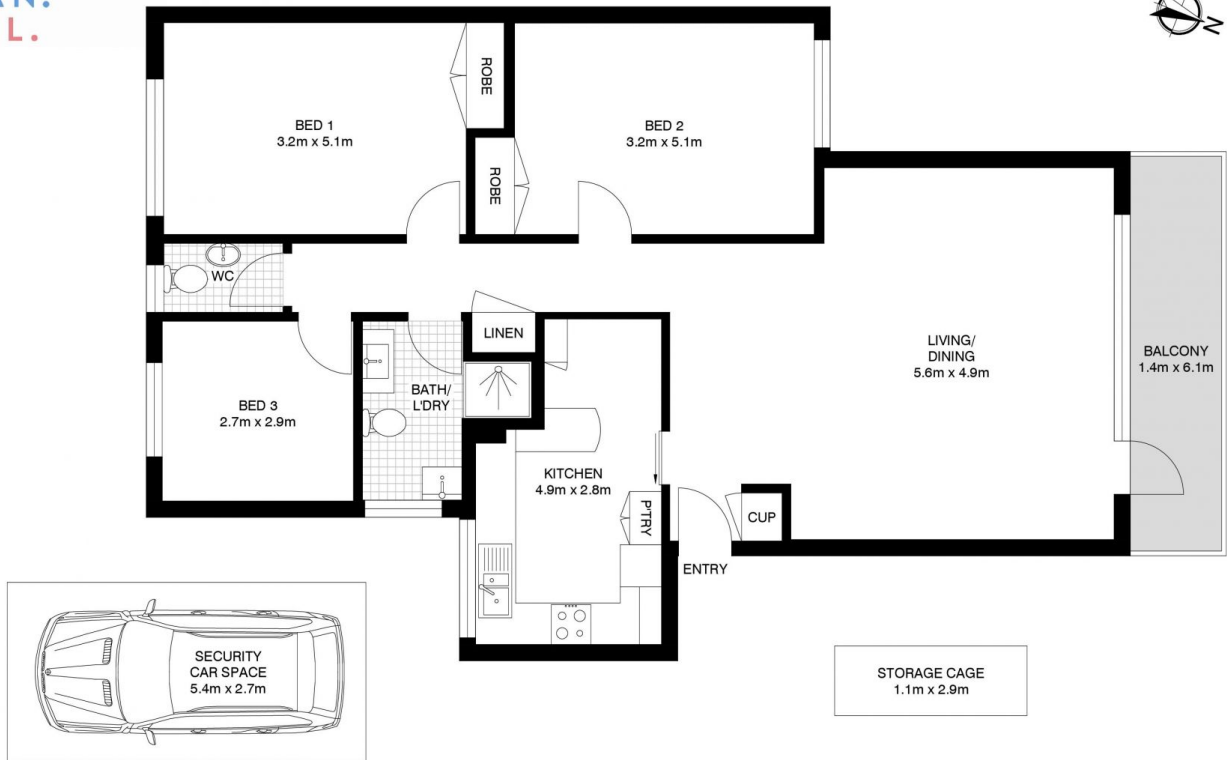 N.
L.
N
BED 1
3.2m x 5.1m
ROBE
ROBE
BED 2
3.2m x 5.1m
WC
LINEN
BED 3
2.7m x 2.9m
BATH/
L'DRY
KITCHEN
4.9m x 2.8m
P'TRY
LIVING/
DINING
5.6m x 4.9m
BALCONY
1.4m x 6.1m
CUP
ENTRY
SECURITY
CAR SPACE
5.4m x 2.7m
STORAGE CAGE
1.1m x 2.9m